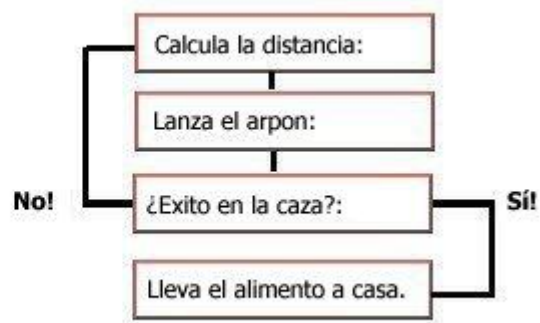 Calcula la distancia:
Lanza el arpon:
No!
¿Exito en la caza?:
Sí!
Lleva el alimento a casa.